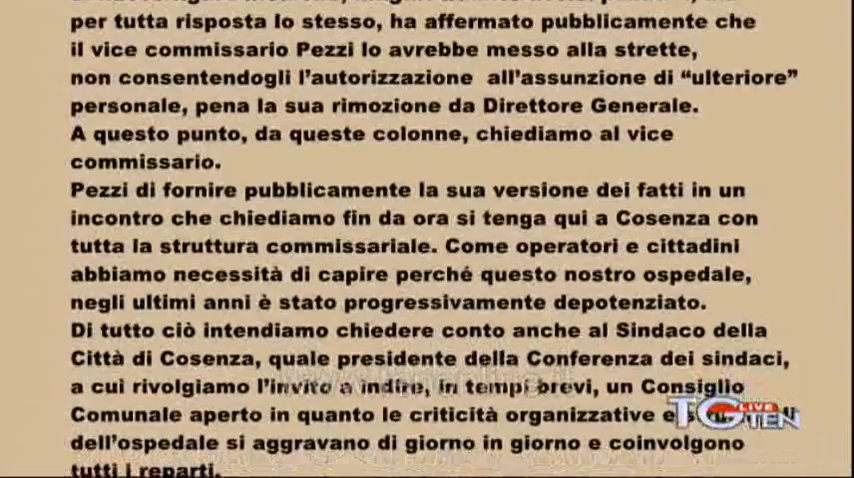 per tutta risposta lo stesso, ha affermato pubblicamente che
il vice commissario Pezzi lo avrebbe messo alla strette,
non consentendogli l’autorizzazione  all’assunzione di “ulteriore”
personale, pena la sua rimozione da Direttore Generale.
A questo punto, da queste colonne, chiediamo al vice
commissario.
Pezzi di fornire pubblicamente la sua versione dei fatti in un
incontro che chiediamo fin da ora si tenga qui a Cosenza con
tutta la struttura commissariale. Come operatori e cittadini
abbiamo necessità di capire perché questo nostro ospedale,
negli ultimi anni è stato progressivamente depotenziato.
Di tutto ciò intendiamo chiedere conto anche al Sindaco della
Città di Cosenza, quale presidente della Conferenza dei sindaci,
a cui rivolgiamo l’invito a indire, in tempi brevi, un Consiglio
Comunale aperto in quanto le criticità organizzative e
dell’ospedale si aggravano di giorno in giorno e coinvolgono
tutti i reparti.
TG LIVE TEN